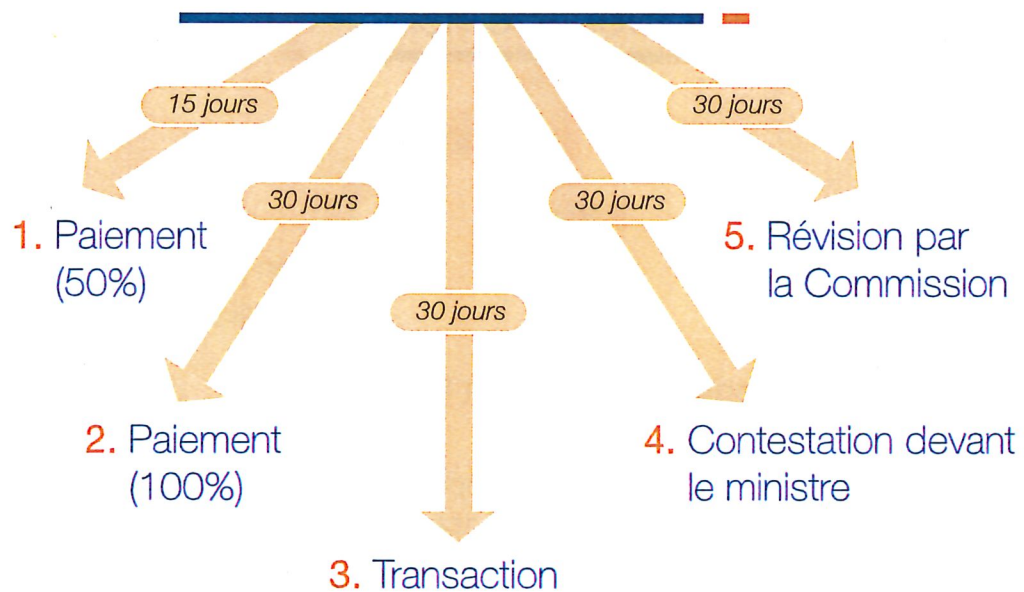 15 jours
30 jours
30 jours
30 jours
30 jours
1. Paiement
(50%)
5. Révision par
la Commission
2. Paiement
(100%)
4. Contestation devant
le ministre
3. Transaction